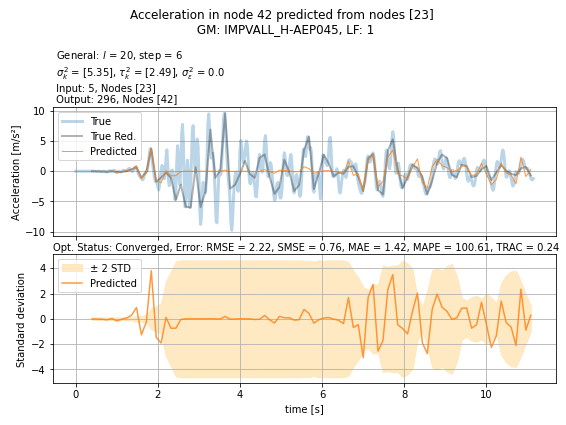 Acceleration in node 42 predicted from nodes [23]
GM: IMPVALL_H-AEP045, LF: 1
General: l = 20, step = 6
σ²ₖ = [5.35], τ²ₖ = [2.49], σ²ε = 0.0
Input: 5, Nodes [23]
Output: 296, Nodes [42]
10
5
0
−5
−10
Acceleration [m/s²]
True
True Red.
Predicted
Opt. Status: Converged, Error: RMSE = 2.22, SMSE = 0.76, MAE = 1.42, MAPE = 100.61, TRAC = 0.24
4
2
0
−2
−4
Standard deviation
± 2 STD
Predicted
0 2 4 6 8 10
time [s]